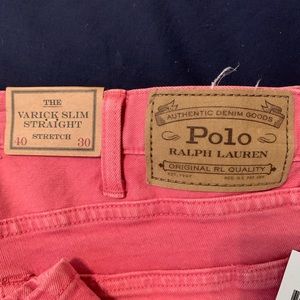 THE
VARICK SLIM
STRAIGHT
STRETCH
40 30
AUTHENTIC DENIM GOODS
Polo
RALPH LAUREN
ORIGINAL RL QUALITY